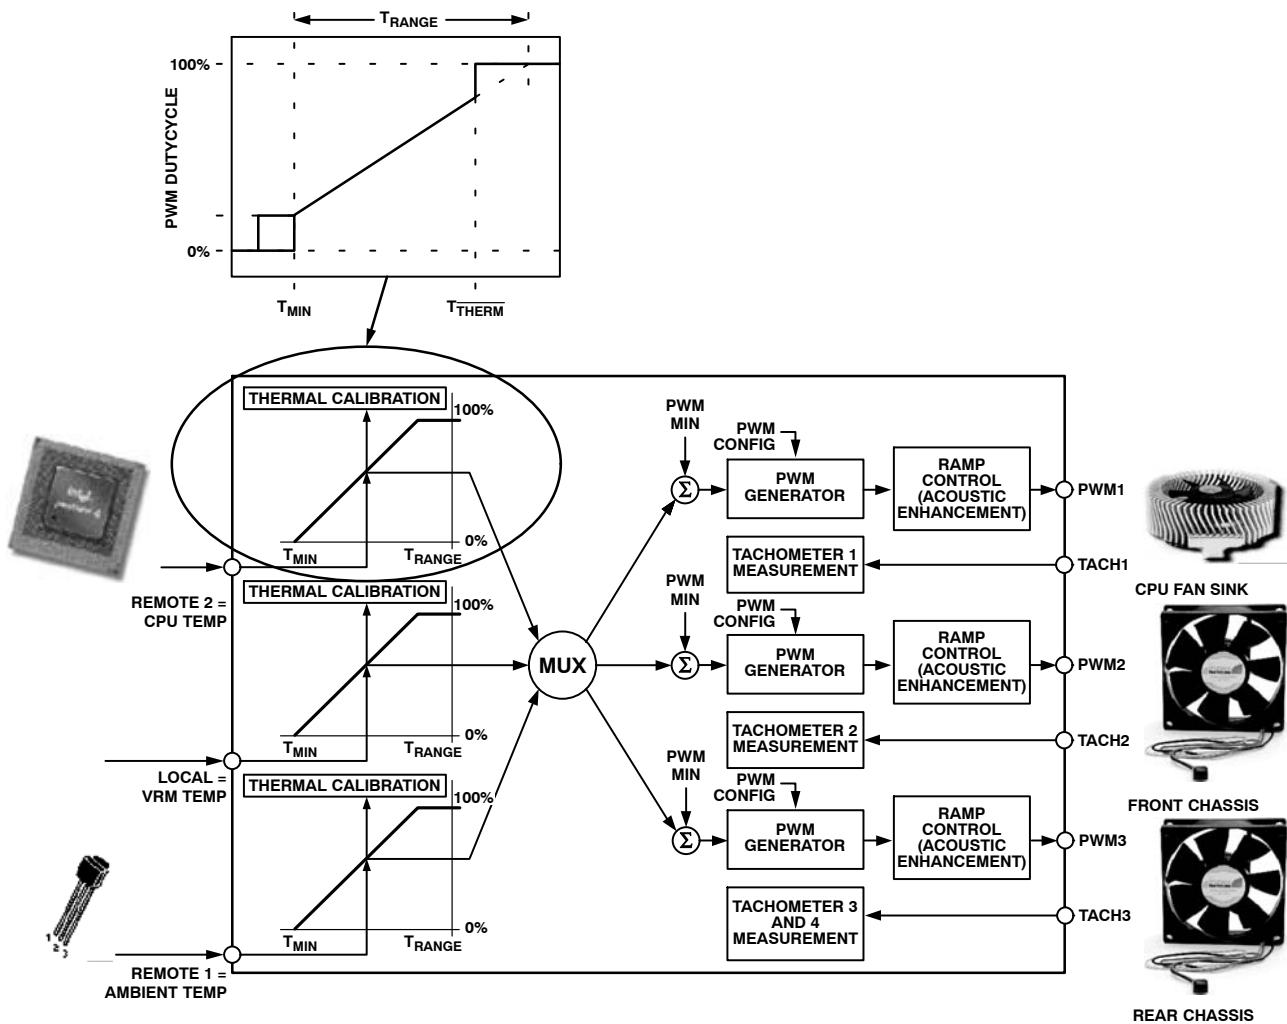 TRANGE
100%
PWM DUTYCYCLE
0%
TMIN
TTHERM
THERMAL CALIBRATION
100%
TMIN
TRANGE
0%
REMOTE 2 =
CPU TEMP
THERMAL CALIBRATION
100%
TMIN
TRANGE
0%
LOCAL =
VRM TEMP
THERMAL CALIBRATION
100%
TMIN
TRANGE
0%
1
2
3
REMOTE 1 =
AMBIENT TEMP
MUX
PWM
MIN
Σ
PWM
CONFIG
PWM
GENERATOR
RAMP
CONTROL
(ACOUSTIC
ENHANCEMENT)
PWM1
TACHOMETER 1
MEASUREMENT
TACH1
CPU FAN SINK
PWM
MIN
Σ
PWM
CONFIG
PWM
GENERATOR
RAMP
CONTROL
(ACOUSTIC
ENHANCEMENT)
PWM2
TACHOMETER 2
MEASUREMENT
TACH2
FRONT CHASSIS
PWM
MIN
Σ
PWM
CONFIG
PWM
GENERATOR
RAMP
CONTROL
(ACOUSTIC
ENHANCEMENT)
PWM3
TACHOMETER 3
AND 4
MEASUREMENT
TACH3
REAR CHASSIS
intel
pentium 4